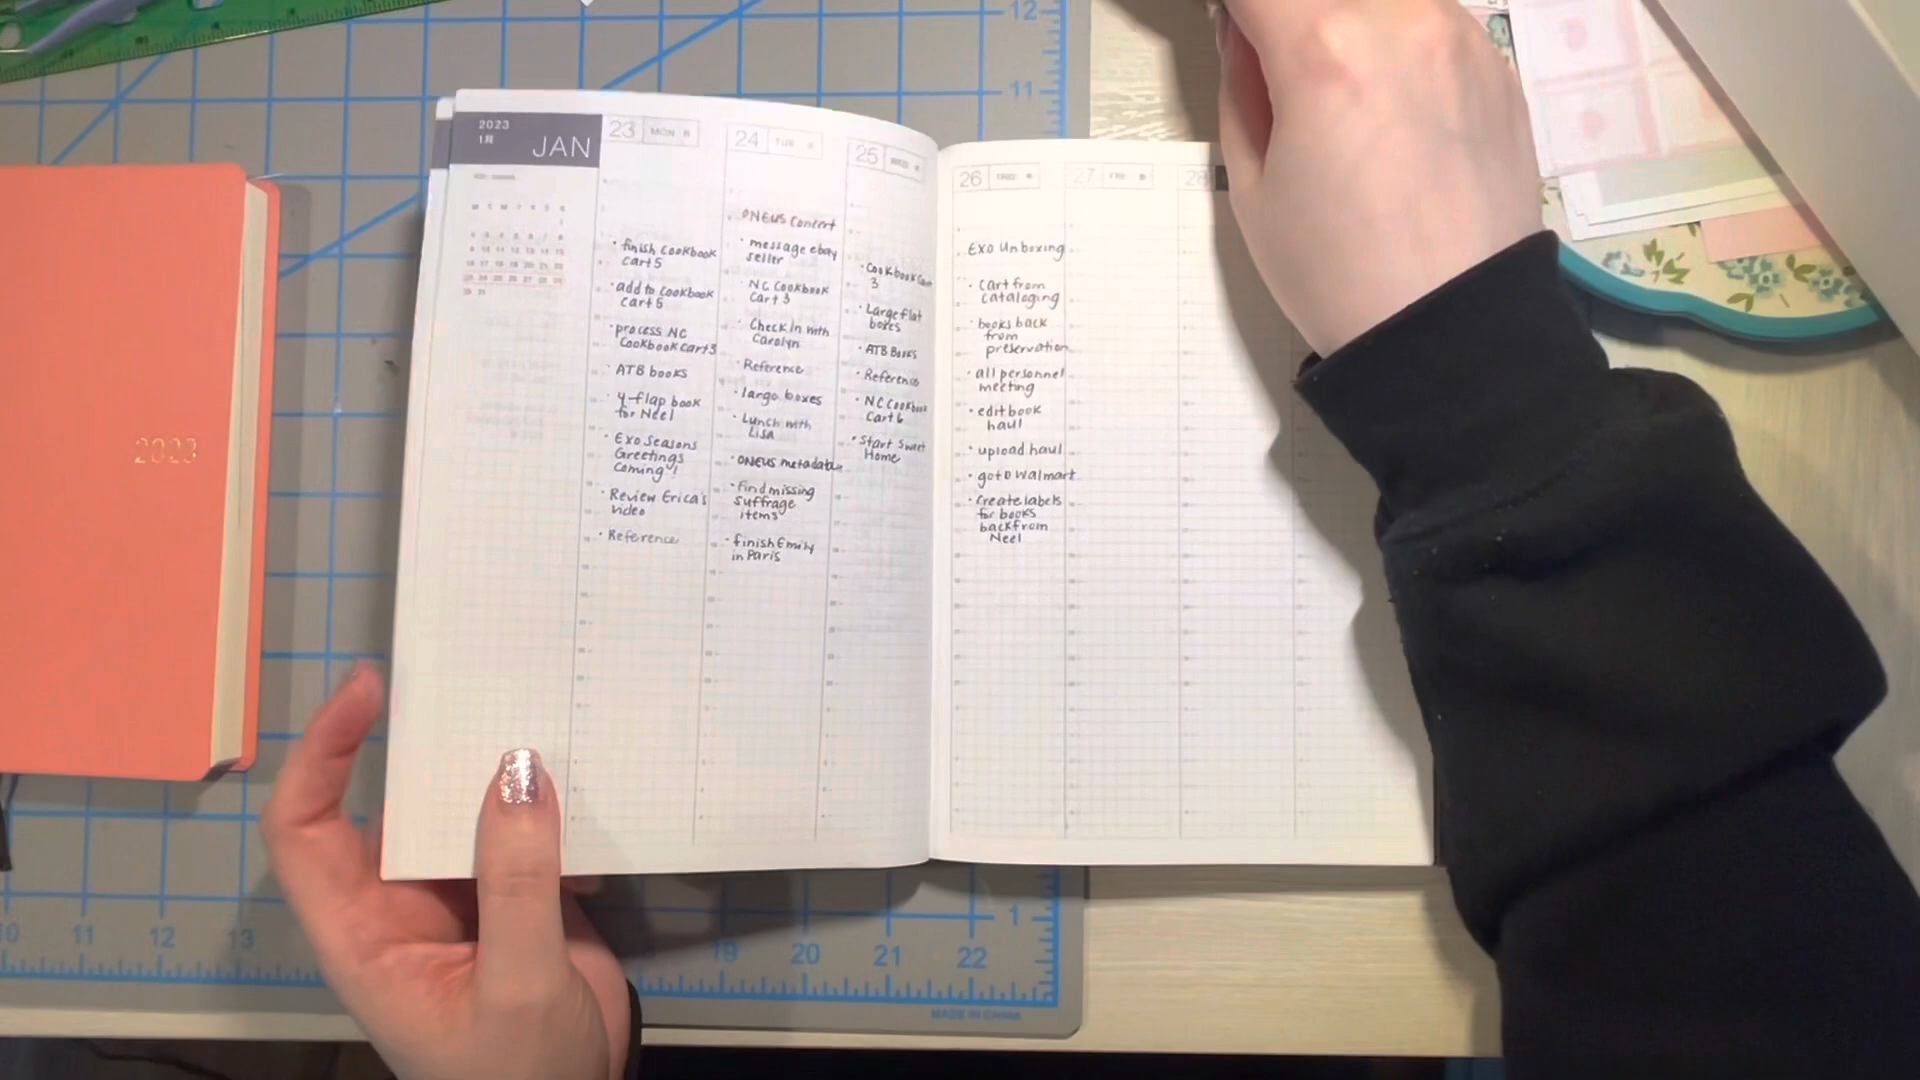 2023
1月
JAN
23 MON
finish cookbook
cart 5
add to cookbook
cart 6
process NC
cookbook cart 3
ATB books
4-flap book
for Neel
Exo Seasons
Greetings
coming!
Review Erica's
video
Reference
24 TUE
ONEUS concert
message ebay
seller
NC cookbook
cart 3
Check in with
Carolyn
Reference
large boxes
Lunch with
Lisa
ONEUS metadata
find missing
suffrage
items
finish Emily
in Paris
25 WED
Cookbook Cart
3
Large flat
boxes
ATB Books
Reference
NC Cookbook
Cart 6
Start Sweet
Home
26 THU
Exo Unboxing
cart from
cataloging
books back
from
preservation
all personnel
meeting
edit book
haul
upload haul
go to Walmart
create labels
for books
back from
Neel
27 FRI
28
2023
12
11
1
10 11 12 13 19 20 21 22
MADE IN CHINA